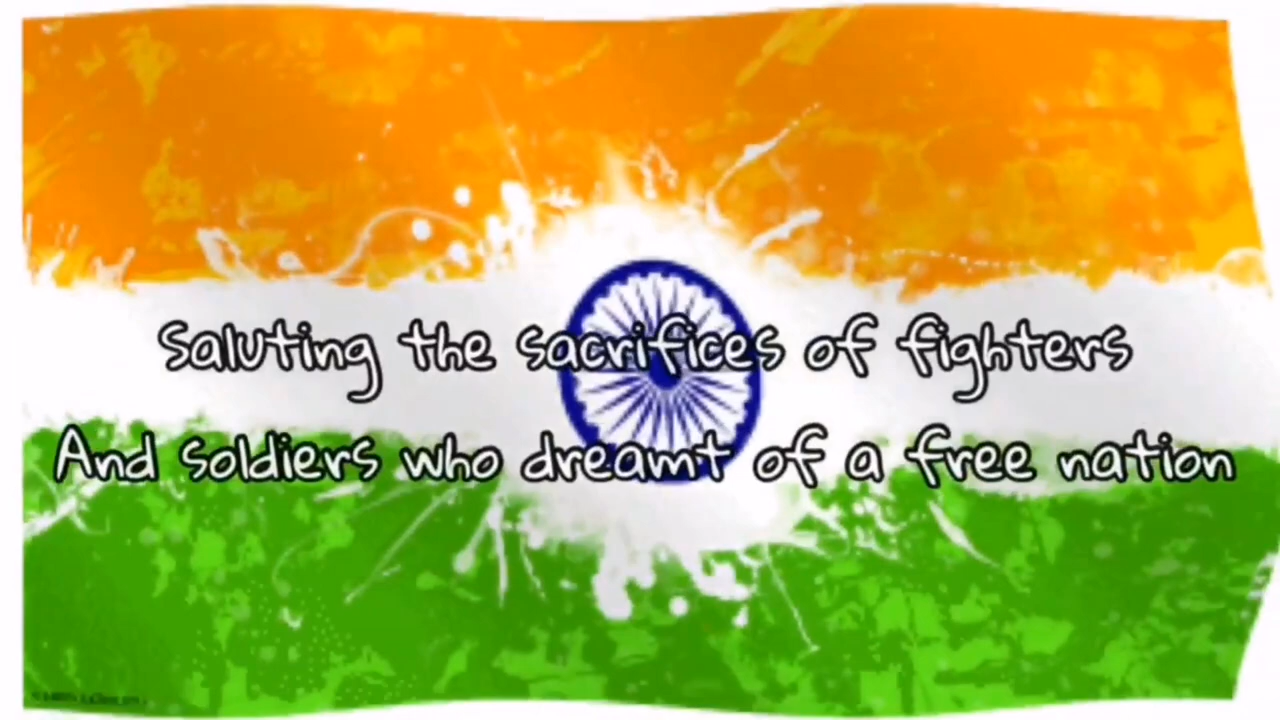 Saluting the sacrifices of fighters
And soldiers who dreamt of a free nation